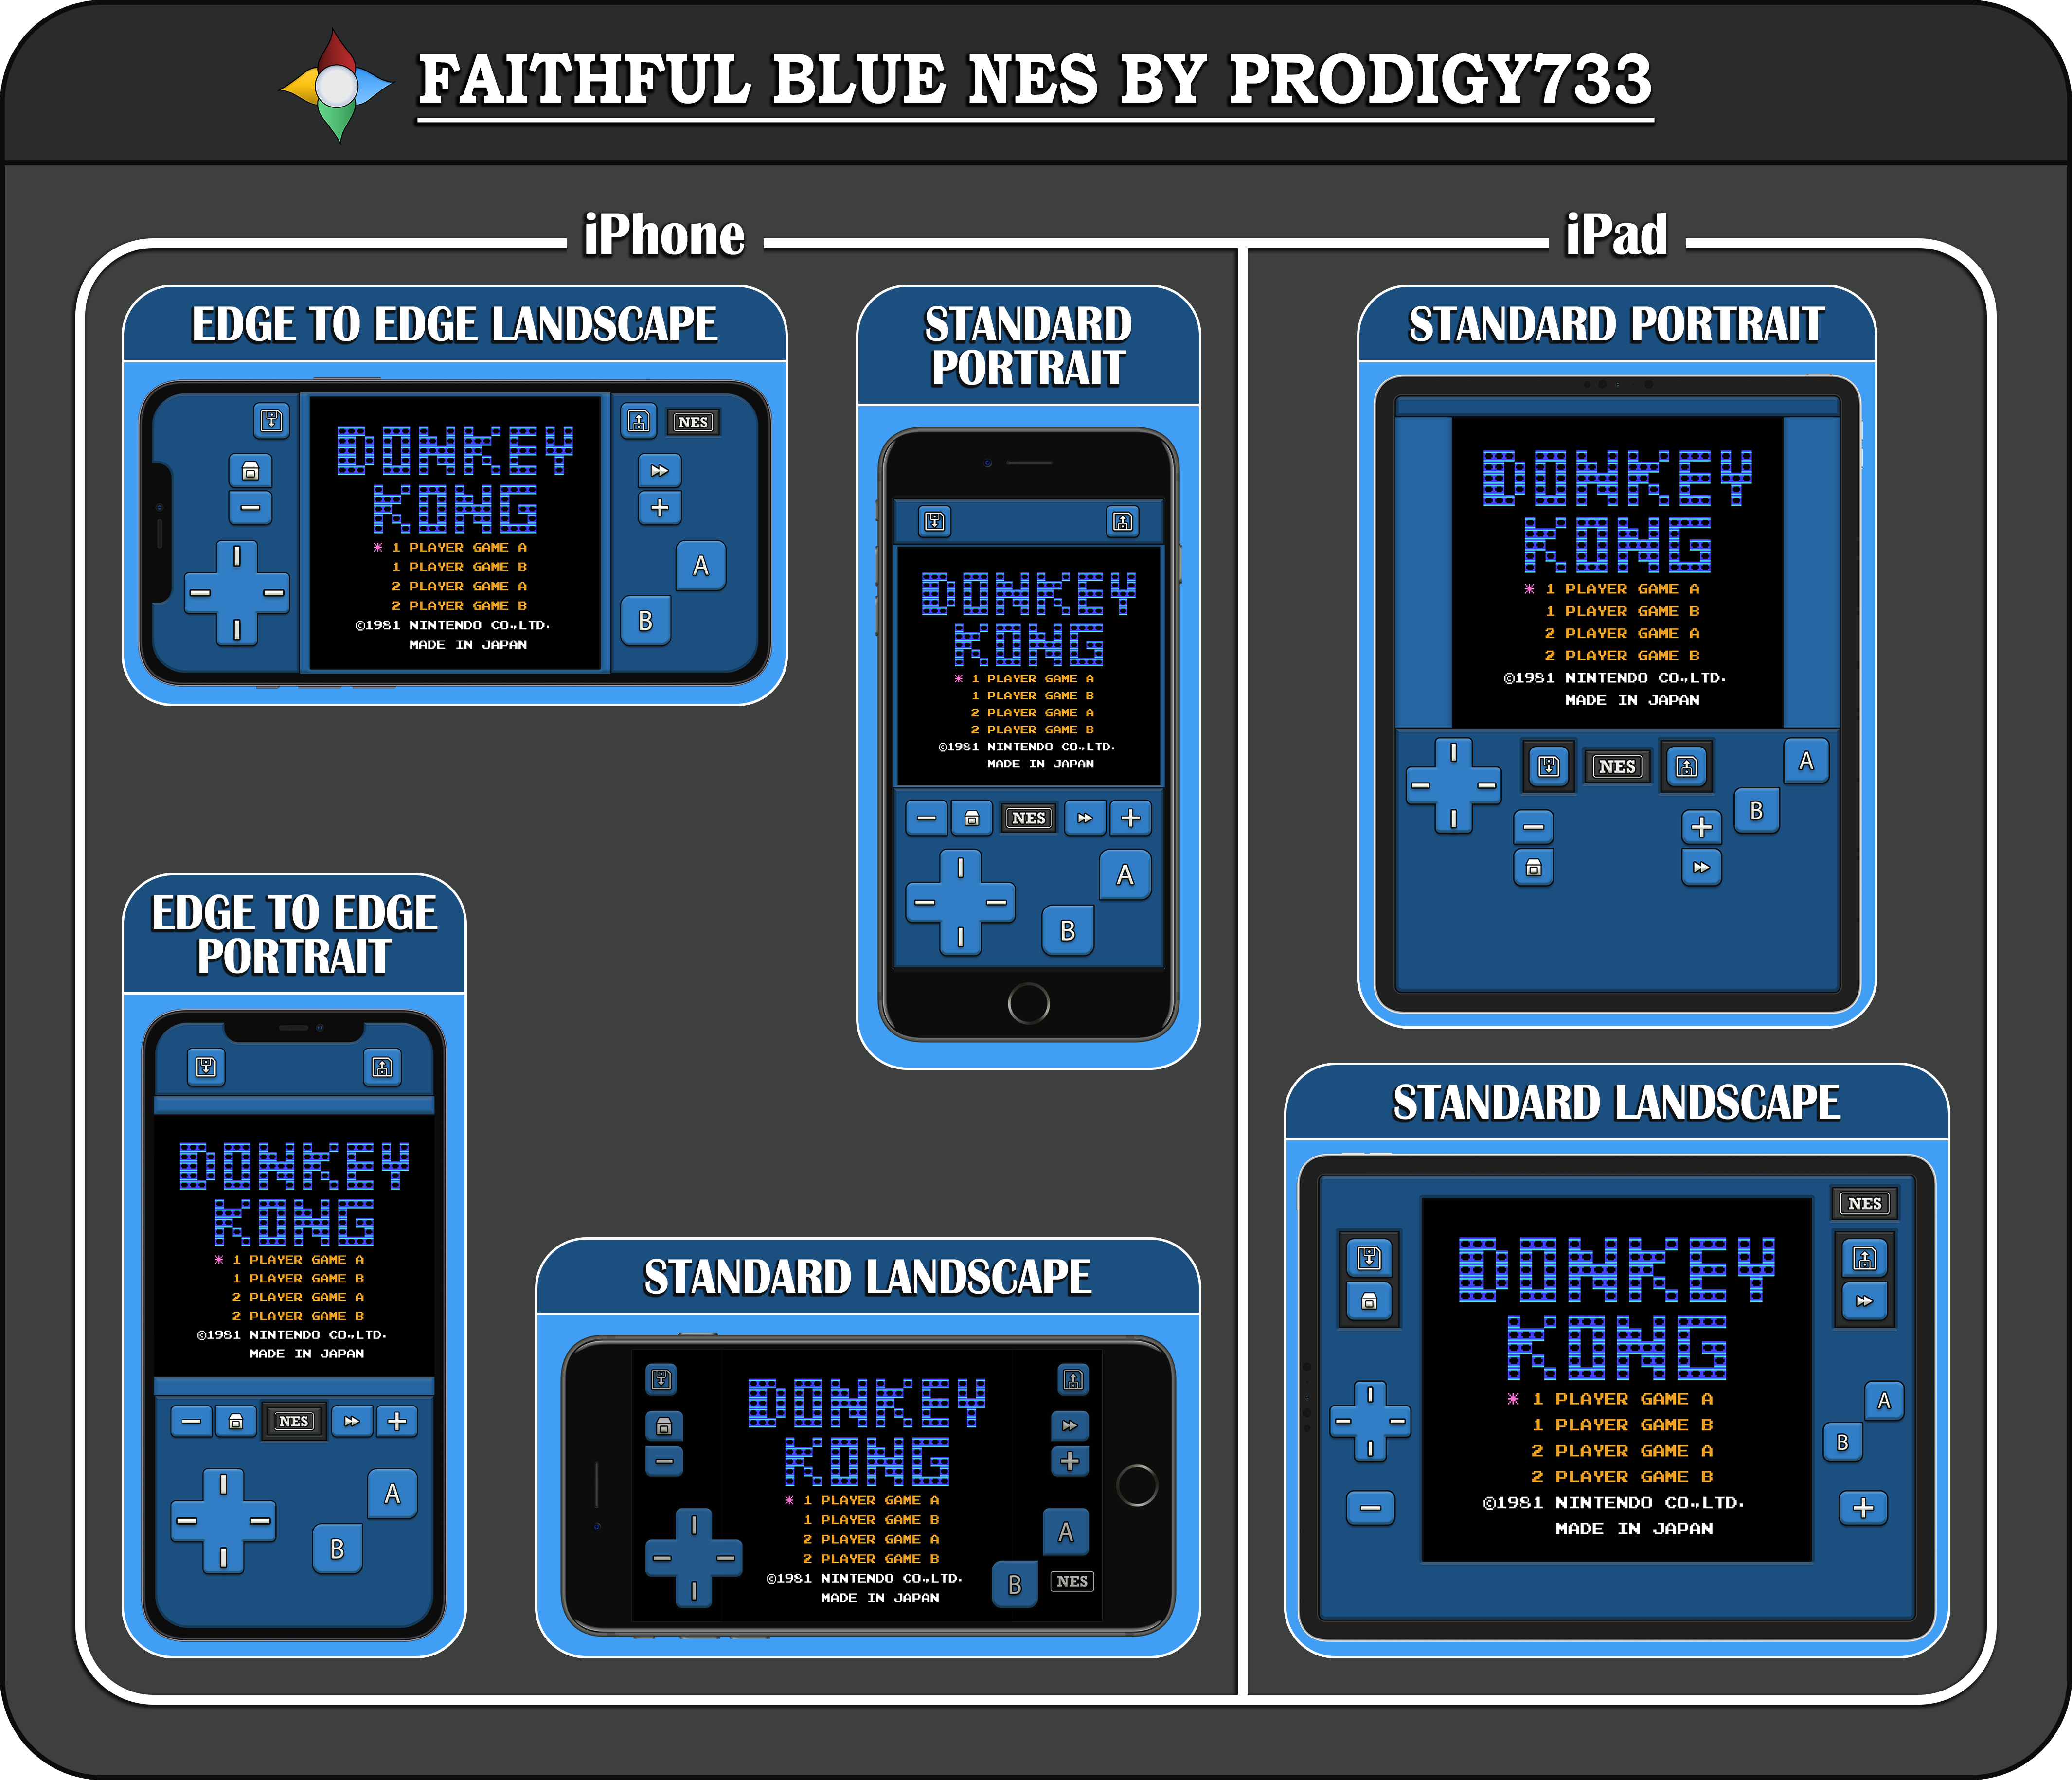 FAITHFUL BLUE NES BY PRODIGY733
iPhone
EDGE TO EDGE LANDSCAPE
NES
DONKEY
KONG
* 1 PLAYER GAME A
1 PLAYER GAME B
2 PLAYER GAME A
2 PLAYER GAME B
©1981 NINTENDO CO.,LTD.
MADE IN JAPAN
A
B
STANDARD
PORTRAIT
DONKEY
KONG
* 1 PLAYER GAME A
1 PLAYER GAME B
2 PLAYER GAME A
2 PLAYER GAME B
©1981 NINTENDO CO.,LTD.
MADE IN JAPAN
NES
A
B
EDGE TO EDGE
PORTRAIT
DONKEY
KONG
* 1 PLAYER GAME A
1 PLAYER GAME B
2 PLAYER GAME A
2 PLAYER GAME B
©1981 NINTENDO CO.,LTD.
MADE IN JAPAN
NES
A
B
STANDARD LANDSCAPE
DONKEY
KONG
* 1 PLAYER GAME A
1 PLAYER GAME B
2 PLAYER GAME A
2 PLAYER GAME B
©1981 NINTENDO CO.,LTD.
MADE IN JAPAN
A
B
NES
iPad
STANDARD PORTRAIT
DONKEY
KONG
* 1 PLAYER GAME A
1 PLAYER GAME B
2 PLAYER GAME A
2 PLAYER GAME B
©1981 NINTENDO CO.,LTD.
MADE IN JAPAN
NES
A
B
STANDARD LANDSCAPE
NES
DONKEY
KONG
* 1 PLAYER GAME A
1 PLAYER GAME B
2 PLAYER GAME A
2 PLAYER GAME B
©1981 NINTENDO CO.,LTD.
MADE IN JAPAN
A
B